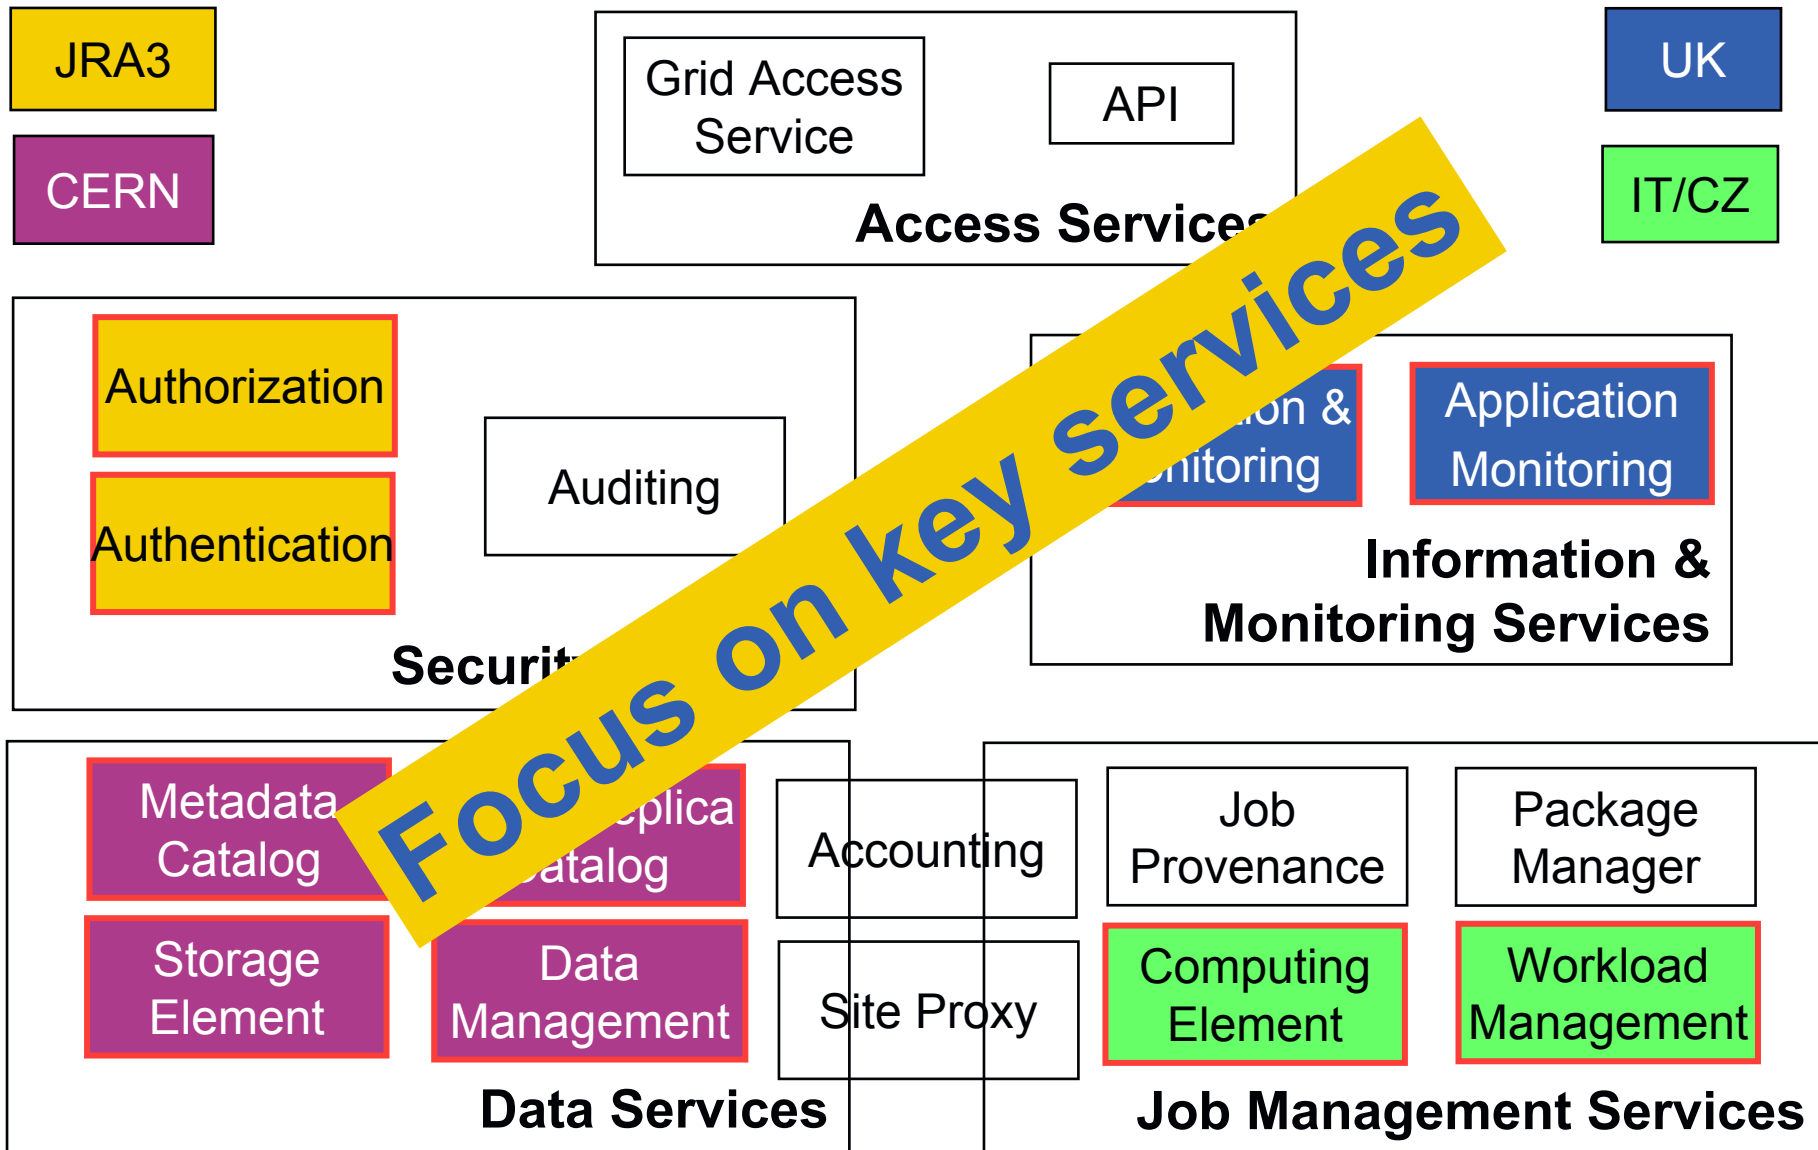 JRA3
CERN
Grid Access
Service
API
Access Services
UK
IT/CZ
Authorization
Authentication
Auditing
Security
Focus on key services
&
Application
Monitoring
Information &
Monitoring Services
Metadata
Catalog
Storage
Element
Data
Management
Data Services
Accounting
Site Proxy
Job
Provenance
Package
Manager
Computing
Element
Workload
Management
Job Management Services